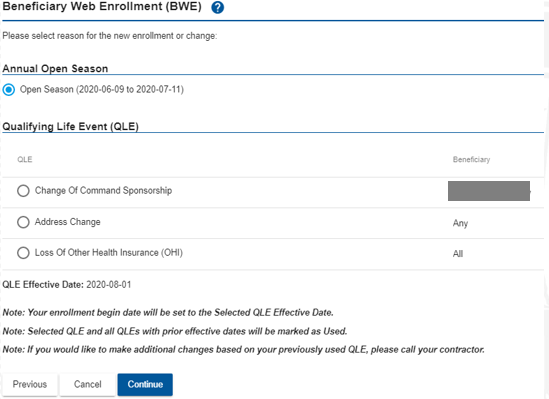 Beneficiary Web Enrollment (BWE) ?
Please select reason for the new enrollment or change:
Annual Open Season
Open Season (2020-06-09 to 2020-07-11)
Qualifying Life Event (QLE)
QLE Beneficiary
Change Of Command Sponsorship
Address Change Any
Loss Of Other Health Insurance (OHI) All
QLE Effective Date: 2020-08-01
Note: Your enrollment begin date will be set to the Selected QLE Effective Date.
Note: Selected QLE and all QLEs with prior effective dates will be marked as Used.
Note: If you would like to make additional changes based on your previously used QLE, please call your contractor.
Previous Cancel Continue